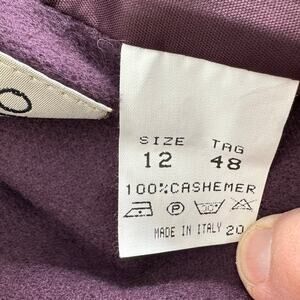 O
SIZE TAG
12 48
100%CASHEMER
P
MADE IN ITALY 20